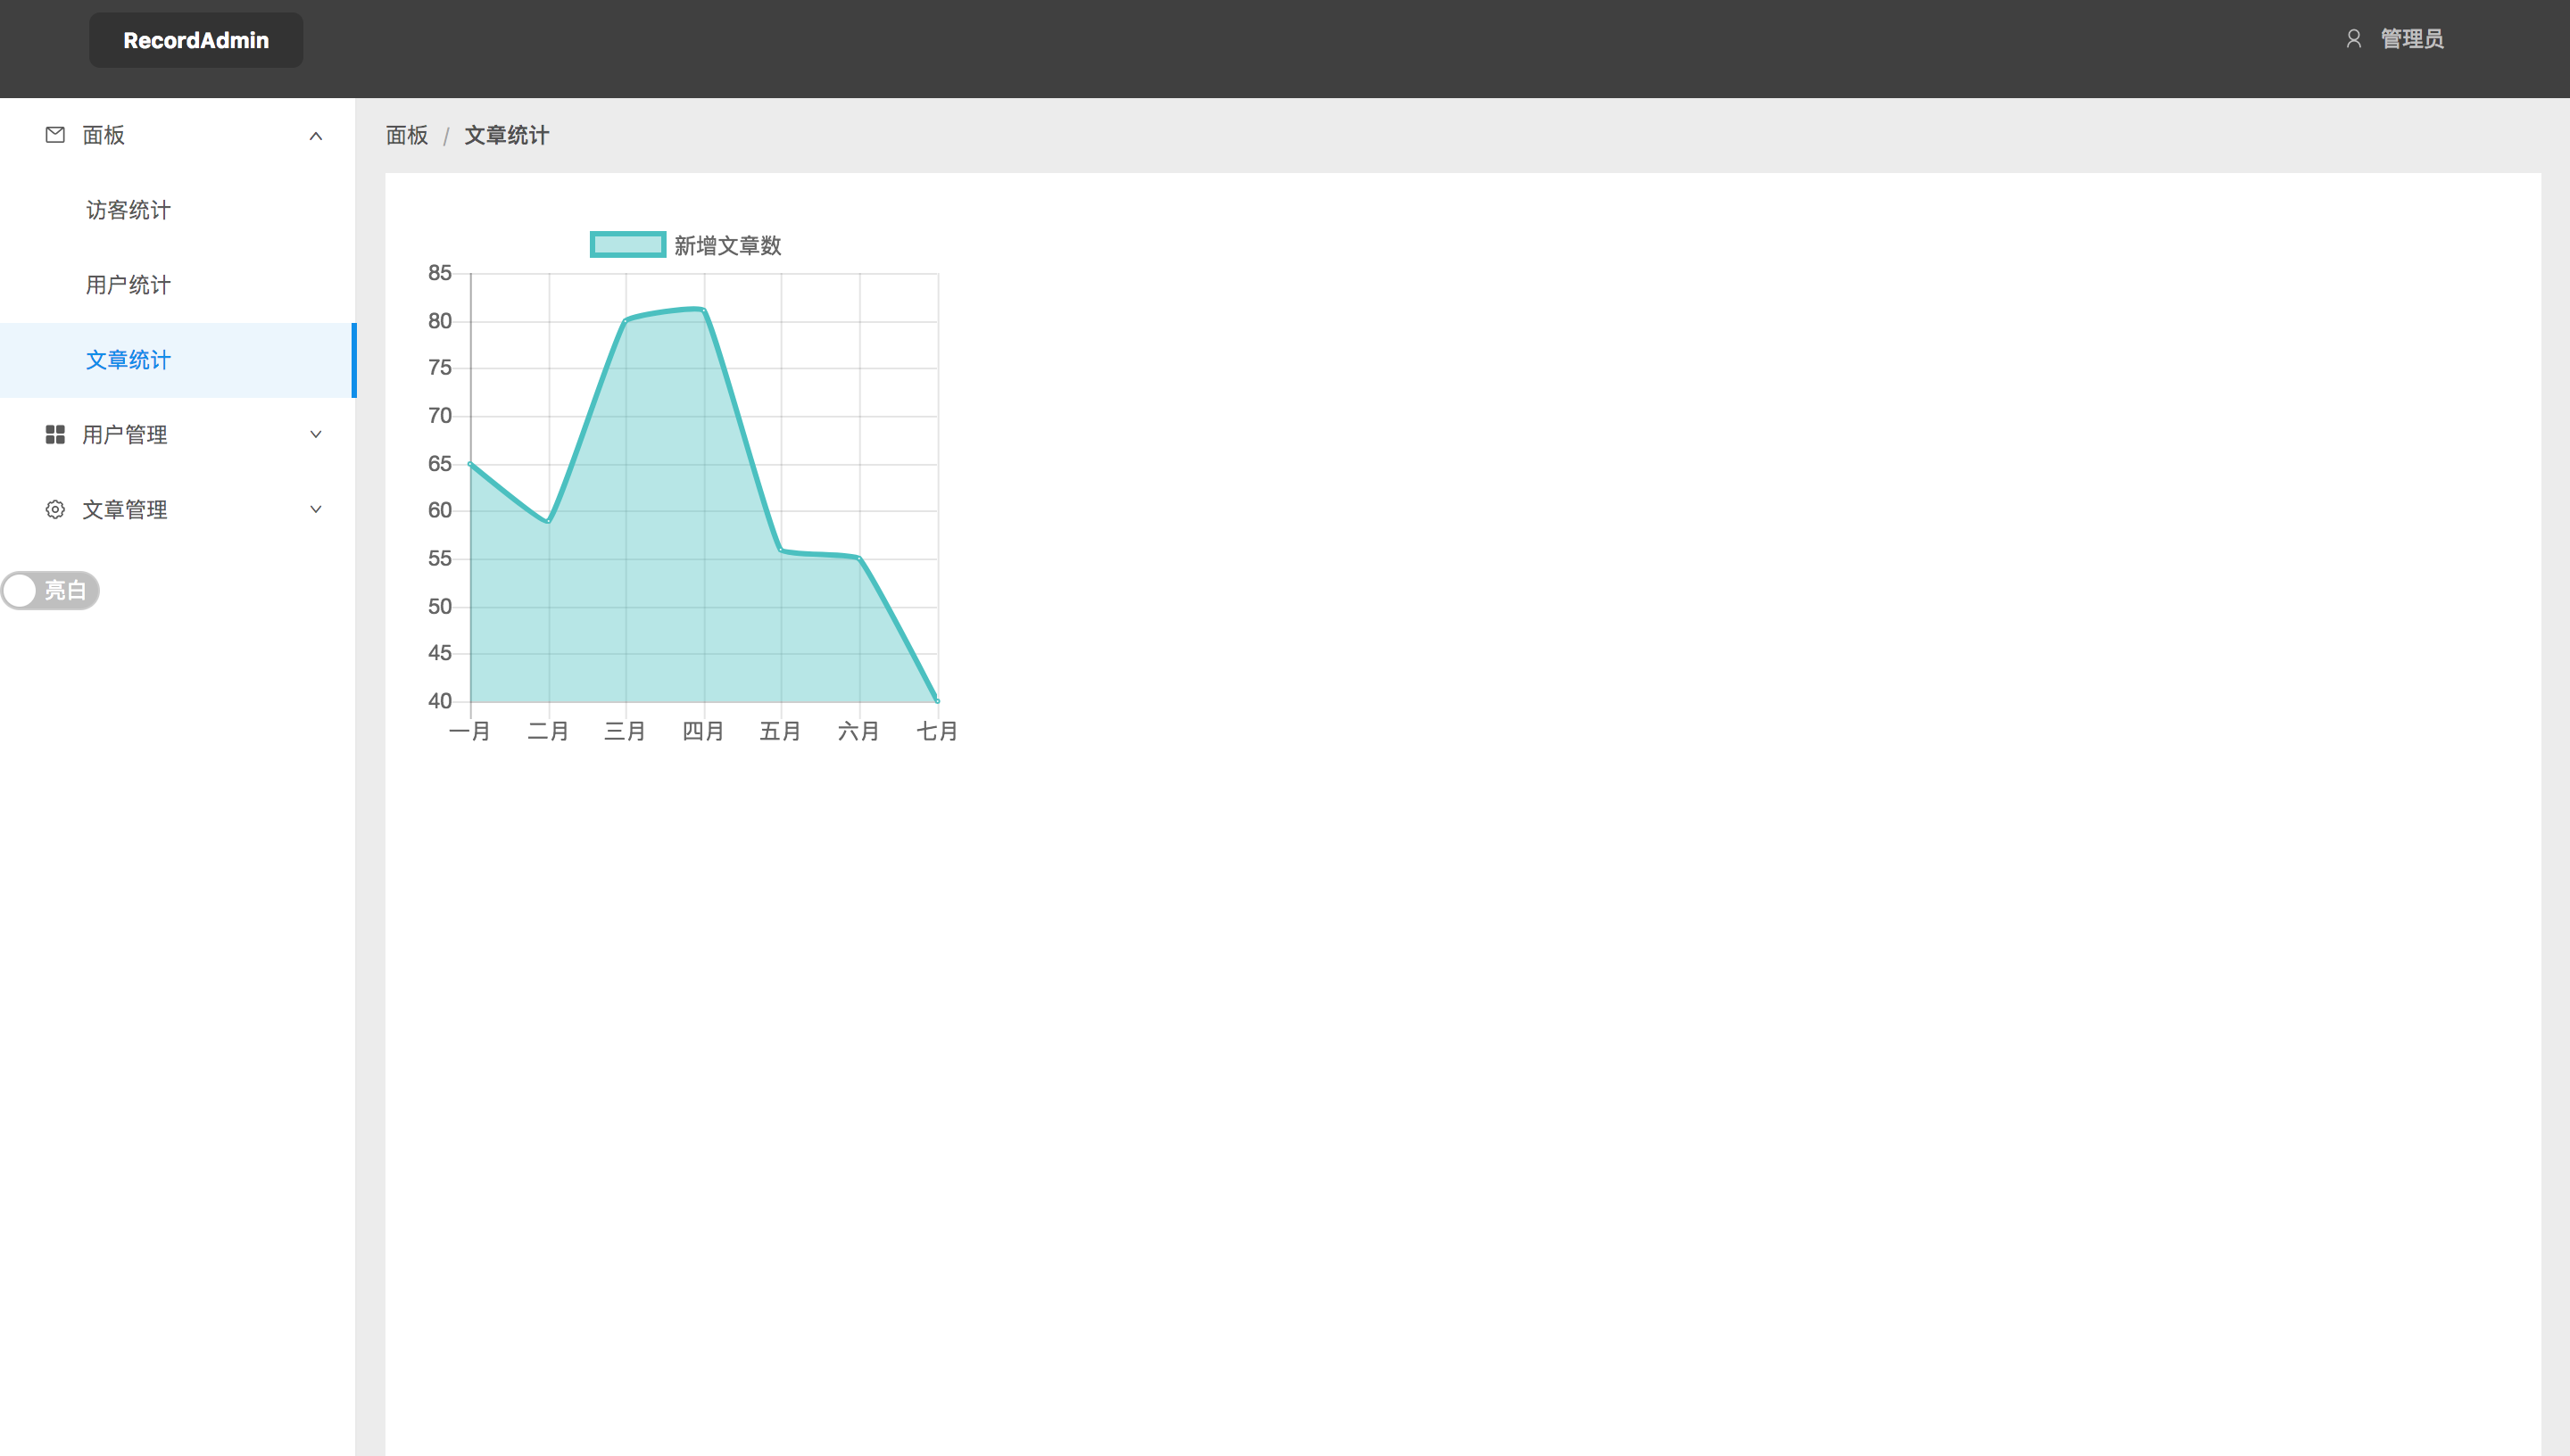 RecordAdmin
管理员
面板
访客统计
用户统计
文章统计
用户管理
文章管理
亮白
面板 / 文章统计
新增文章数
85
80
75
70
65
60
55
50
45
40
一月 二月 三月 四月 五月 六月 七月